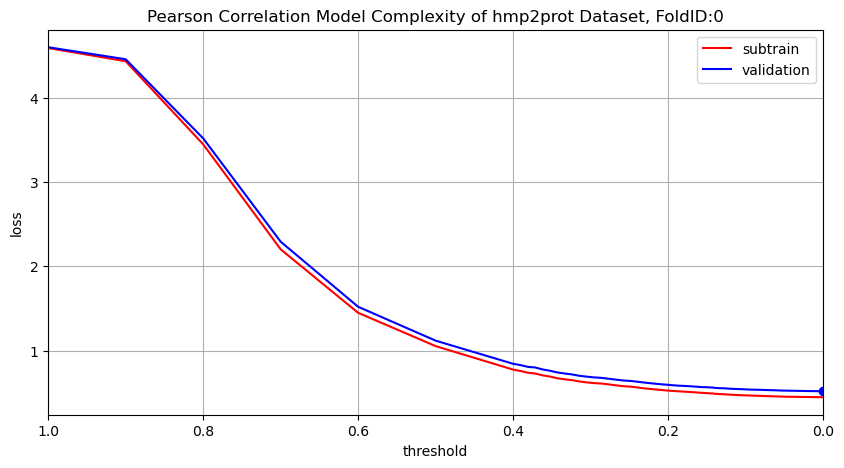 Pearson Correlation Model Complexity of hmp2prot Dataset, FoldID:0
subtrain
validation
4
3
2
1
loss
1.0 0.8 0.6 0.4 0.2 0.0
threshold